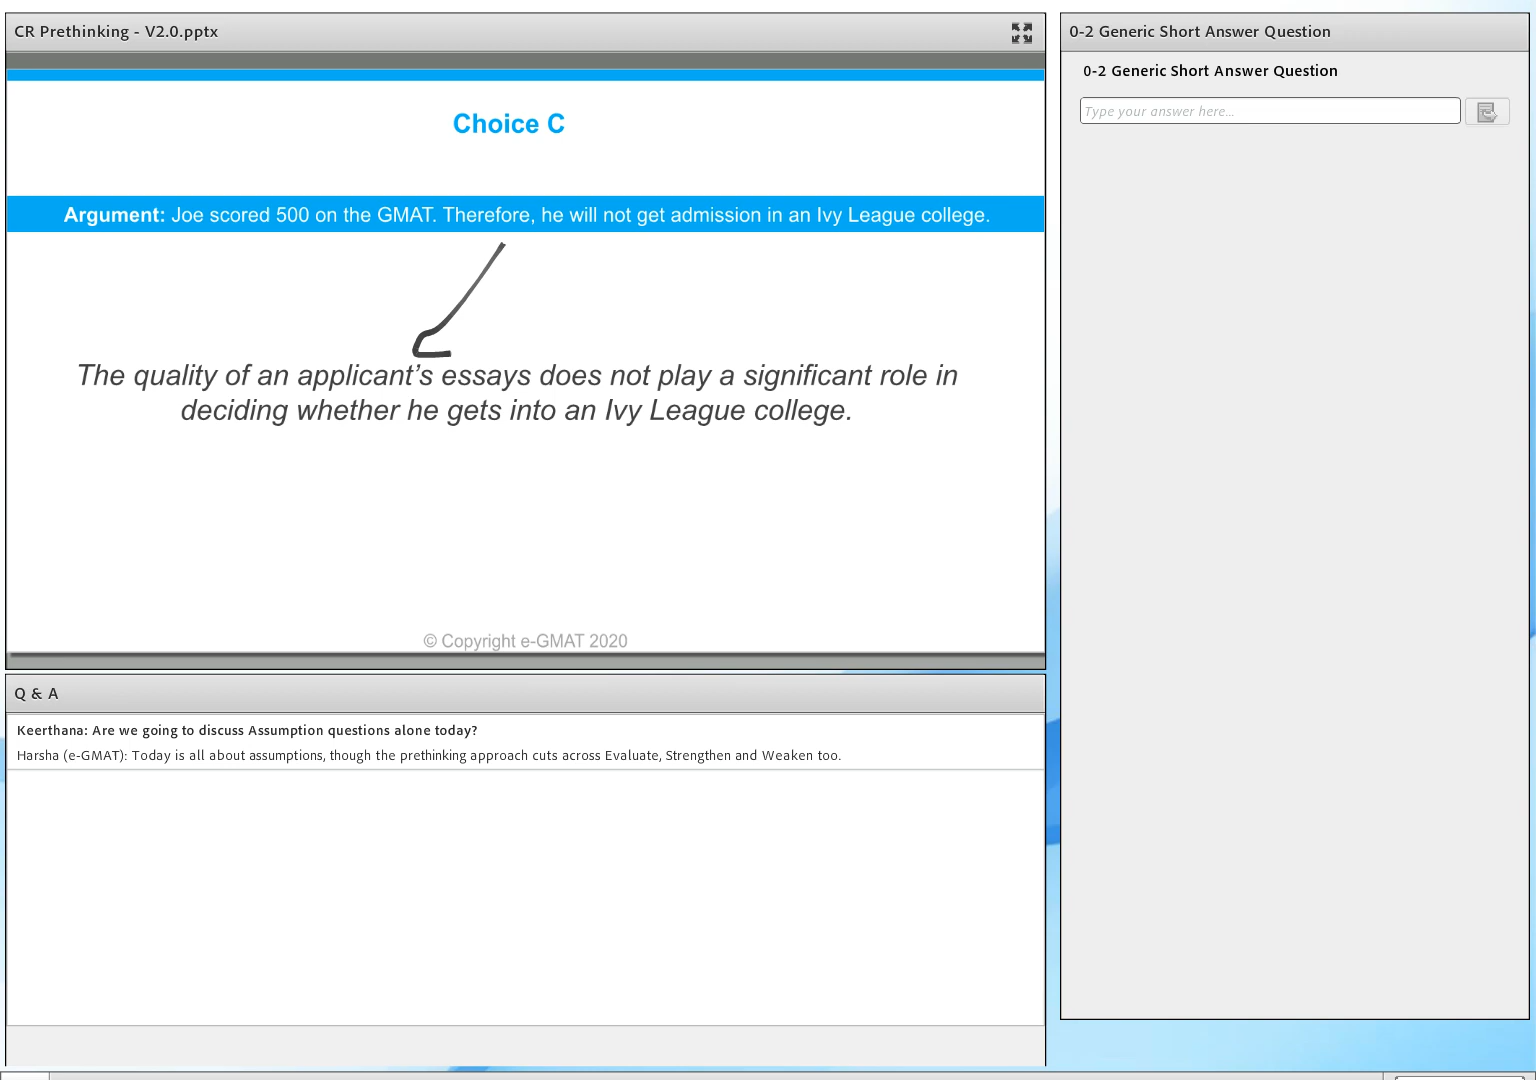 CR Prethinking - V2.0.pptx
Choice C
Argument: Joe scored 500 on the GMAT. Therefore, he will not get admission in an Ivy League college.
The quality of an applicant’s essays does not play a significant role in
deciding whether he gets into an Ivy League college.
© Copyright e-GMAT 2020
Q & A
Keerthana: Are we going to discuss Assumption questions alone today?
Harsha (e-GMAT): Today is all about assumptions, though the prethinking approach cuts across Evaluate, Strengthen and Weaken too.
0-2 Generic Short Answer Question
0-2 Generic Short Answer Question
Type your answer here...